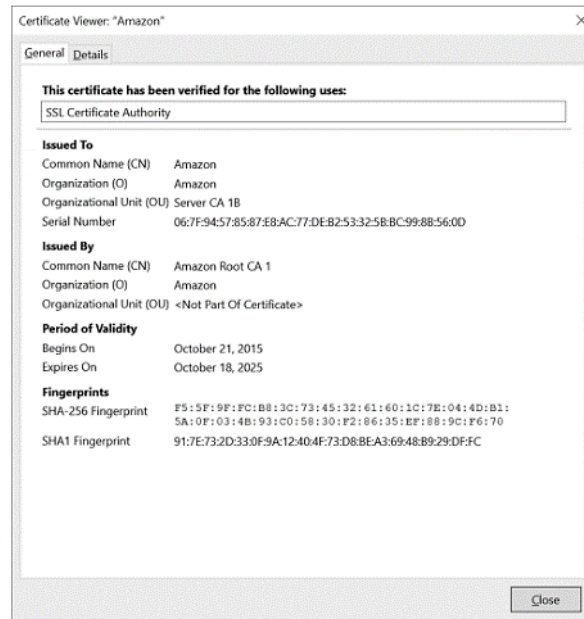 Certificate Viewer: "Amazon"
General Details
This certificate has been verified for the following uses:
SSL Certificate Authority
Issued To
Common Name (CN) Amazon
Organization (O) Amazon
Organizational Unit (OU) Server CA 1B
Serial Number 06:7F:94:57:85:87:E8:AC:77:DE:B2:53:32:5B:BC:99:8B:56:0D
Issued By
Common Name (CN) Amazon Root CA 1
Organization (O) Amazon
Organizational Unit (OU) <Not Part Of Certificate>
Period of Validity
Begins On October 21, 2015
Expires On October 18, 2025
Fingerprints
SHA-256 Fingerprint F5:5F:9F:FC:B8:3C:73:45:32:61:60:1C:7E:04:4D:B1:
5A:0F:03:4B:93:C0:58:30:F2:86:35:EF:88:9C:F6:70
SHA1 Fingerprint 91:7E:73:2D:33:0F:9A:12:40:4F:73:D8:BE:A3:69:48:B9:29:DF:FC
Close